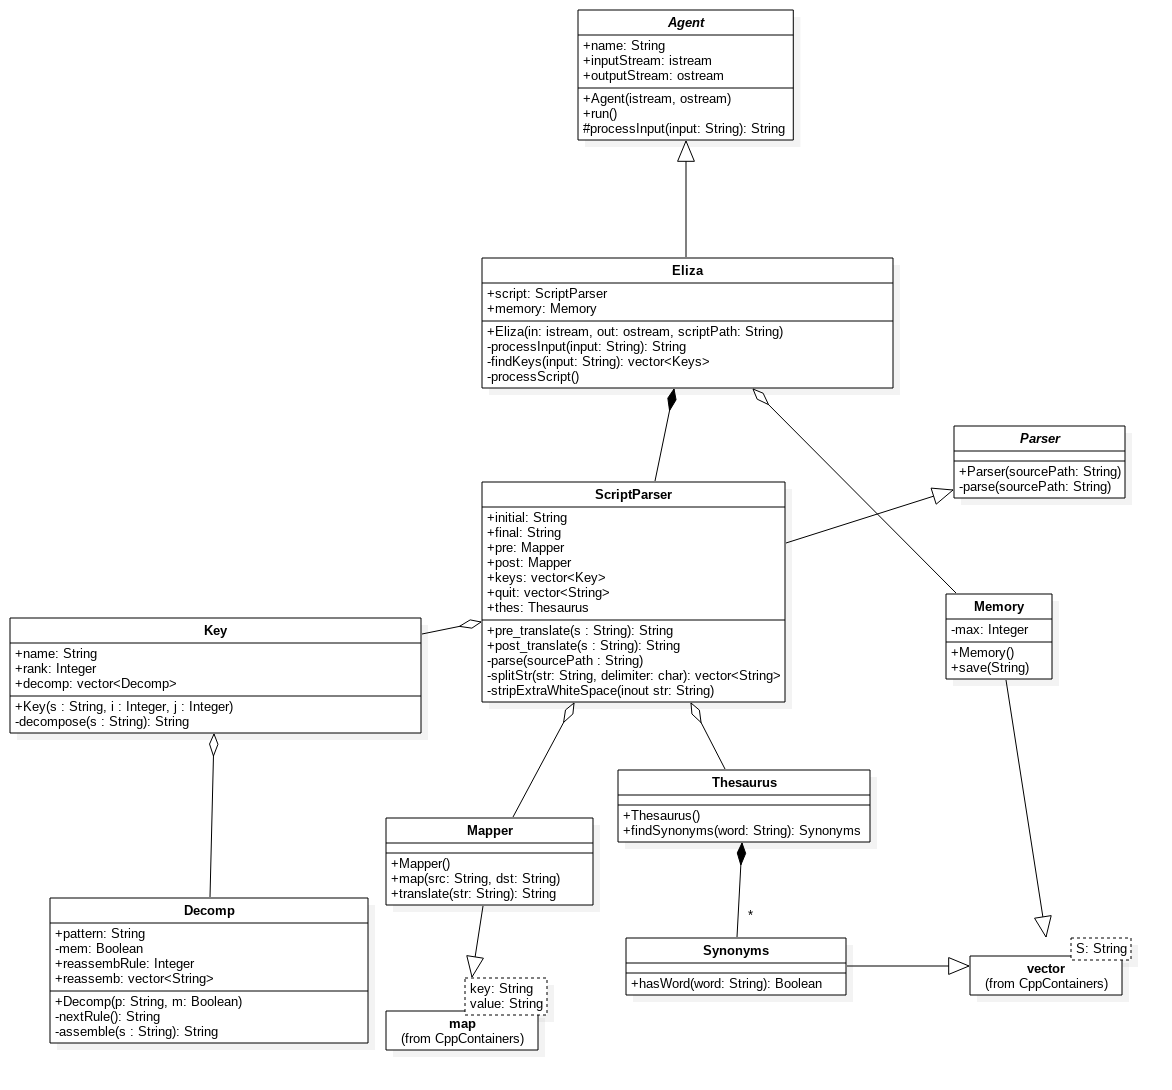 Agent
+name: String
+inputStream: istream
+outputStream: ostream
+Agent(istream, ostream)
+run()
#processInput(input: String): String
Eliza
+script: ScriptParser
+memory: Memory
+Eliza(in: istream, out: ostream, scriptPath: String)
-processInput(input: String): String
-findKeys(input: String): vector<Keys>
-processScript()
Parser
+Parser(sourcePath: String)
-parse(sourcePath: String)
ScriptParser
+initial: String
+final: String
+pre: Mapper
+post: Mapper
+keys: vector<Key>
+quit: vector<String>
+thes: Thesaurus
+pre_translate(s : String): String
+post_translate(s : String): String
-parse(sourcePath : String)
-splitStr(str: String, delimiter: char): vector<String>
-stripExtraWhiteSpace(inout str: String)
Memory
-max: Integer
+Memory()
+save(String)
Key
+name: String
+rank: Integer
+decomp: vector<Decomp>
+Key(s : String, i : Integer, j : Integer)
-decompose(s : String): String
Thesaurus
+Thesaurus()
+findSynonyms(word: String): Synonyms
Mapper
+Mapper()
+map(src: String, dst: String)
+translate(str: String): String
Decomp
+pattern: String
-mem: Boolean
+reassembRule: Integer
+reassemb: vector<String>
+Decomp(p: String, m: Boolean)
-nextRule(): String
-assemble(s : String): String
*
Synonyms
+hasWord(word: String): Boolean
S: String
vector
(from CppContainers)
key: String
value: String
map
(from CppContainers)